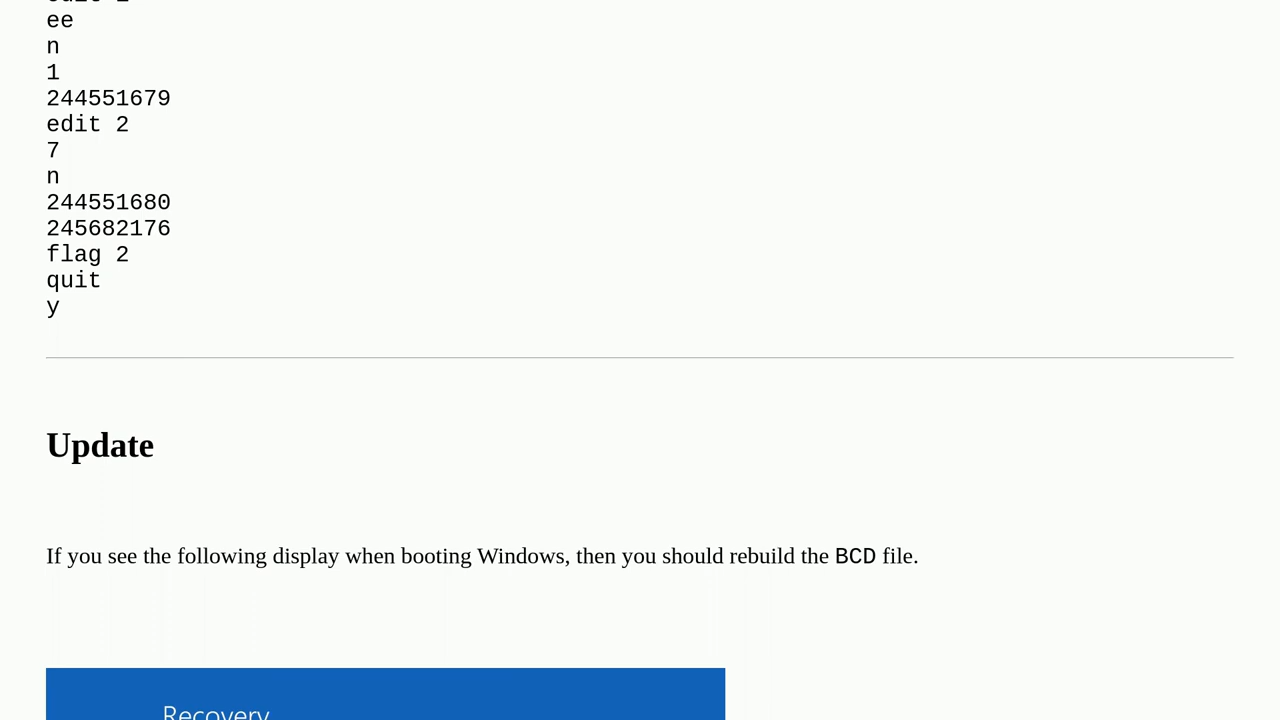 ee
n
1
244551679
edit 2
7
n
244551680
245682176
flag 2
quit
y
Update
If you see the following display when booting Windows, then you should rebuild the BCD file.
Recovery